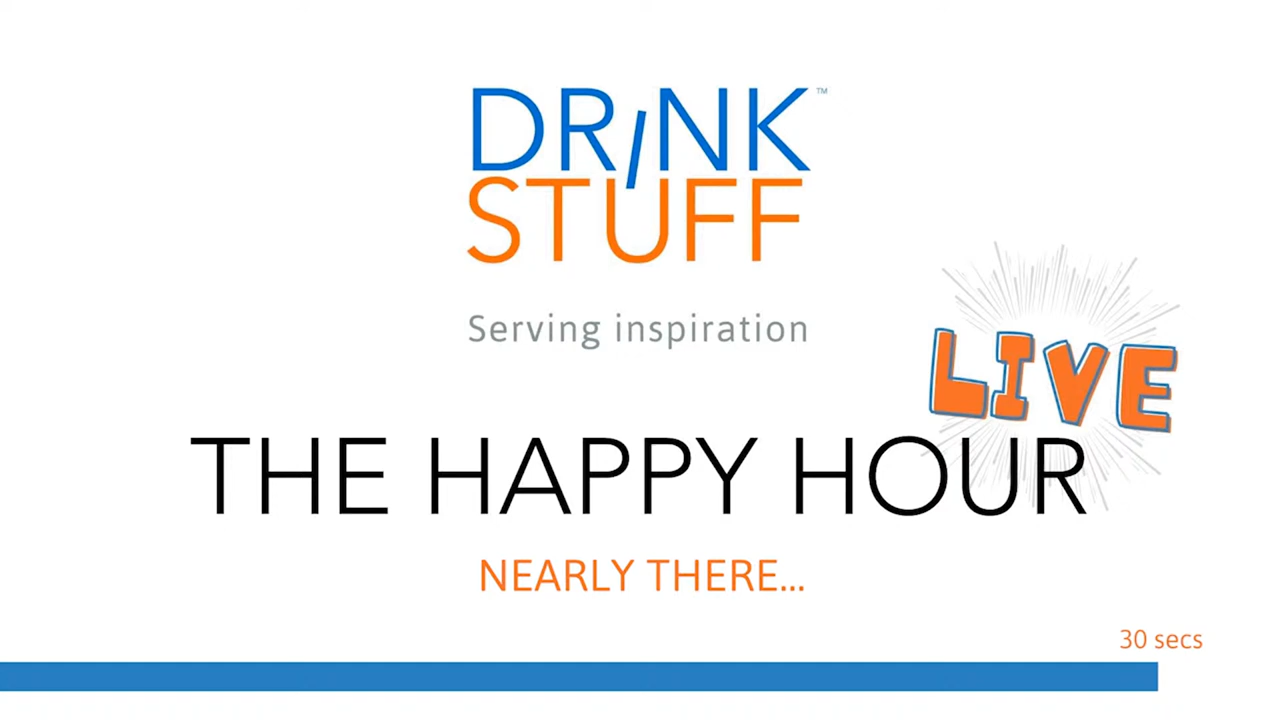 DRINK™
STUFF
Serving inspiration
LIVE
THE HAPPY HOUR
NEARLY THERE...
30 secs